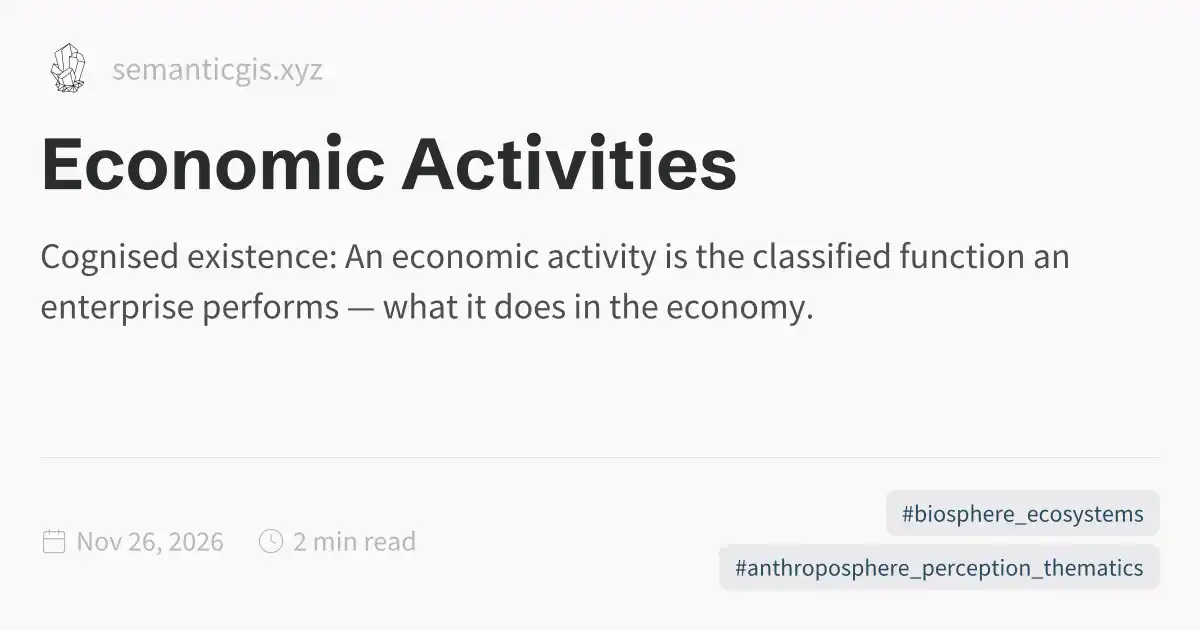 semanticgis.xyz
Economic Activities
Cognised existence: An economic activity is the classified function an
enterprise performs — what it does in the economy.
Nov 26, 2026
2 min read
#biosphere_ecosystems
#anthroposphere_perception_thematics